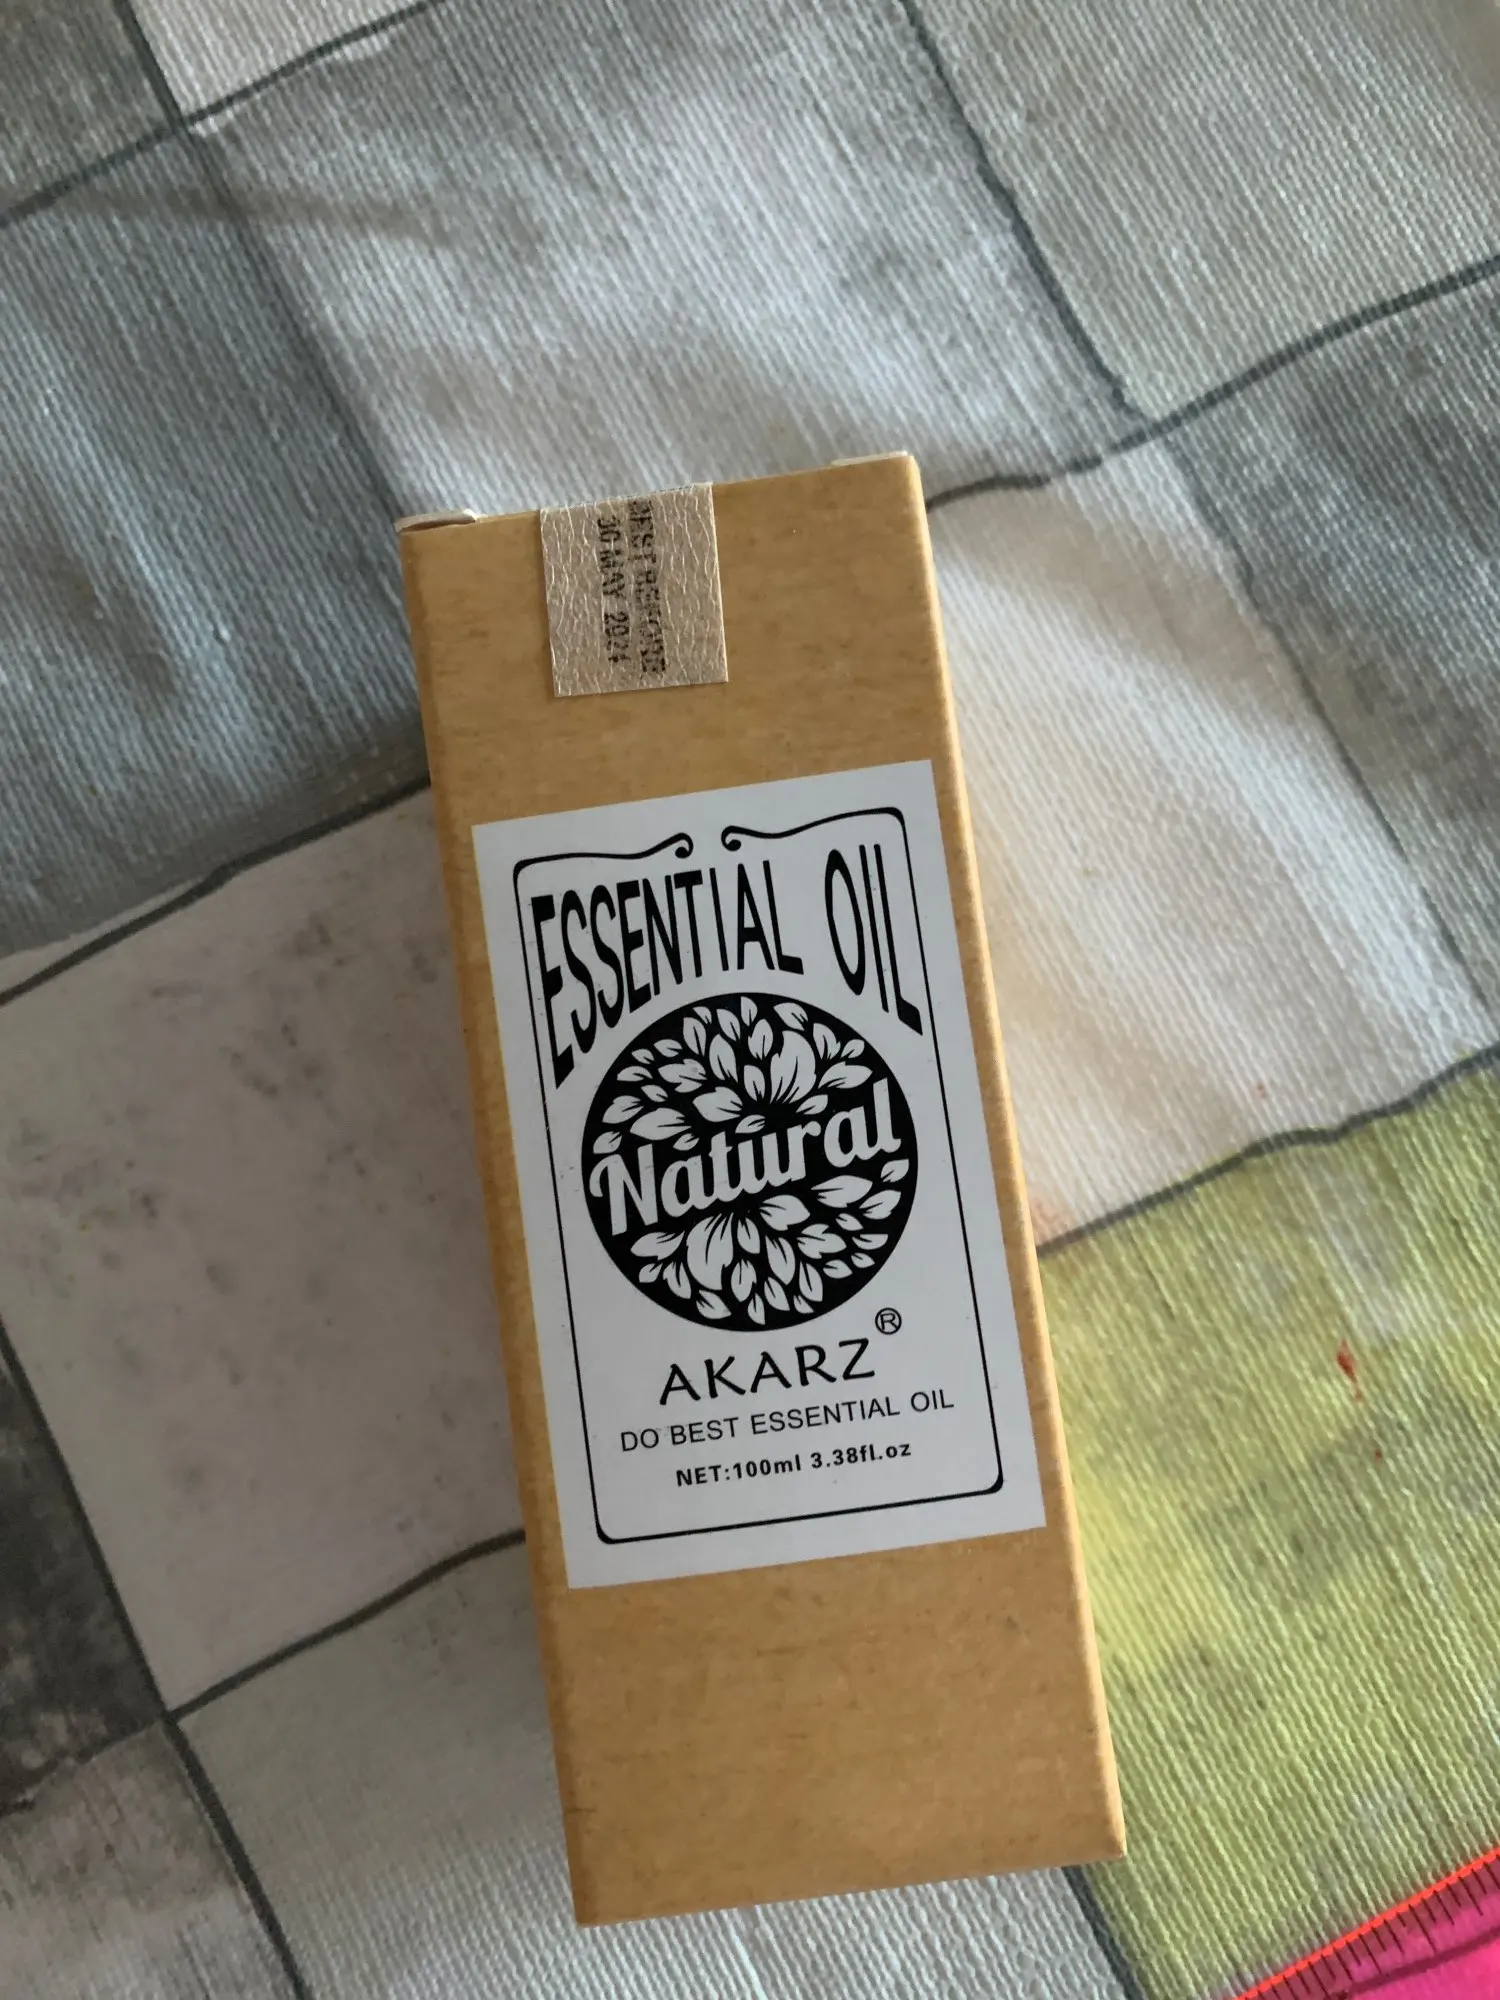 BEST BEFORE
30 MAY 2024
ESSENTIAL OIL
Natural
AKARZ®
DO BEST ESSENTIAL OIL
NET:100ml 3.38fl.oz